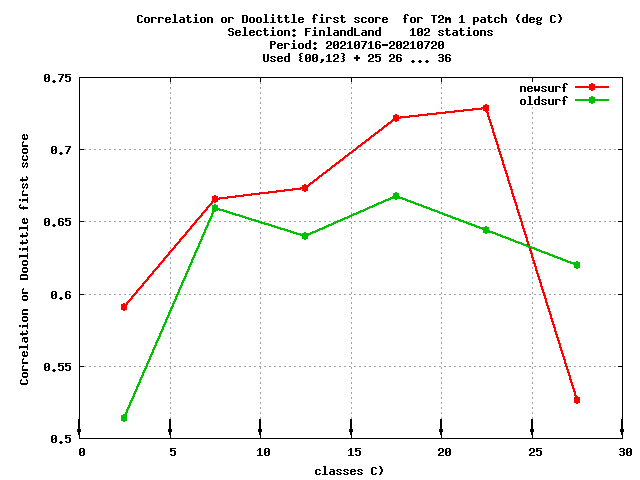 Correlation or Doolittle first score  for T2m 1 patch (deg C)
Selection: FinlandLand    102 stations
Period: 20210716-20210720
Used {00,12} + 25 26 ... 36
newsurf
oldsurf
Correlation or Doolittle first score
0.75
0.7
0.65
0.6
0.55
0.5
0 5 10 15 20 25 30
classes C)